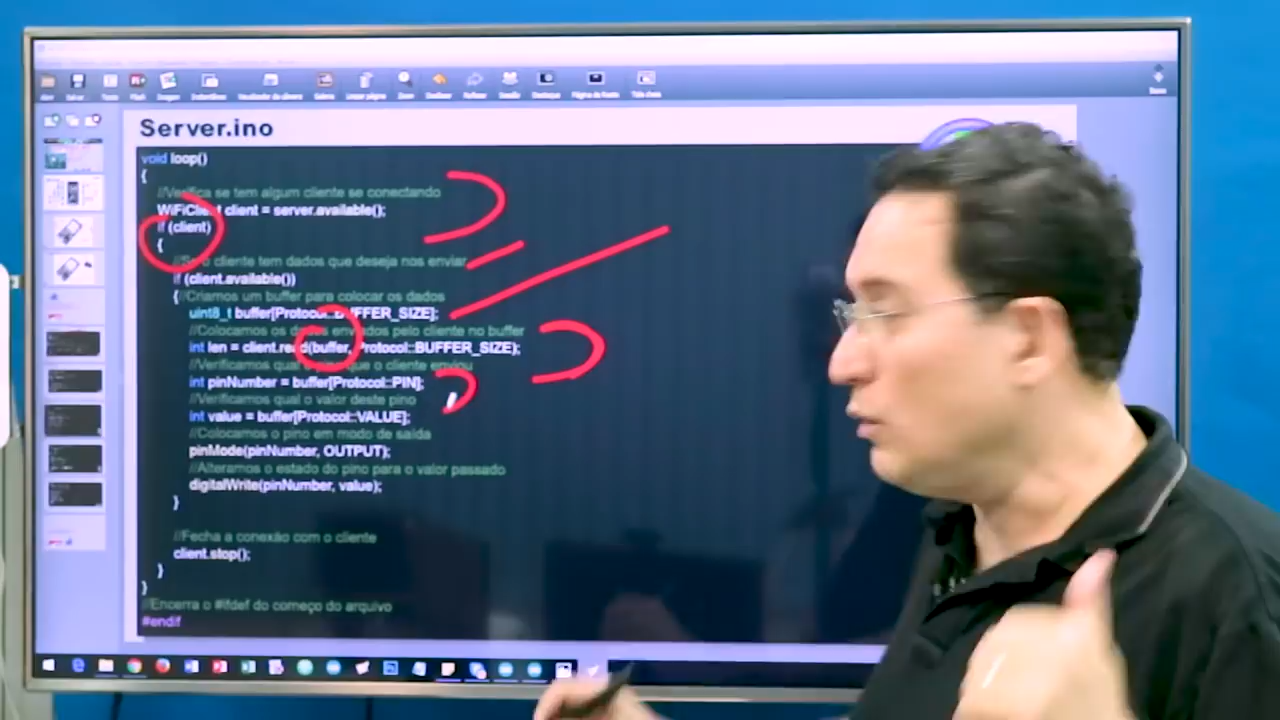 Server.ino
void loop()
{
//Verifica se tem algum cliente se conectando
WiFiClient client = server.available();
if (client)
{
//Se o cliente tem dados que deseja nos enviar
if (client.available())
{//Criamos um buffer para colocar os dados
uint8_t buffer[Protocol::BUFFER_SIZE];
//Colocamos os dados enviados pelo cliente no buffer
int len = client.read(buffer, Protocol::BUFFER_SIZE);
//Verificamos qual que o cliente enviou
int pinNumber = buffer[Protocol::PIN];
//Verificamos qual o valor deste pino
int value = buffer[Protocol::VALUE];
//Colocamos o pino em modo de saída
pinMode(pinNumber, OUTPUT);
//Alteramos o estado do pino para o valor passado
digitalWrite(pinNumber, value);
}
//Fecha a conexão com o cliente
client.stop();
}
}
//Encerra o #ifdef do começo do arquivo
#endif